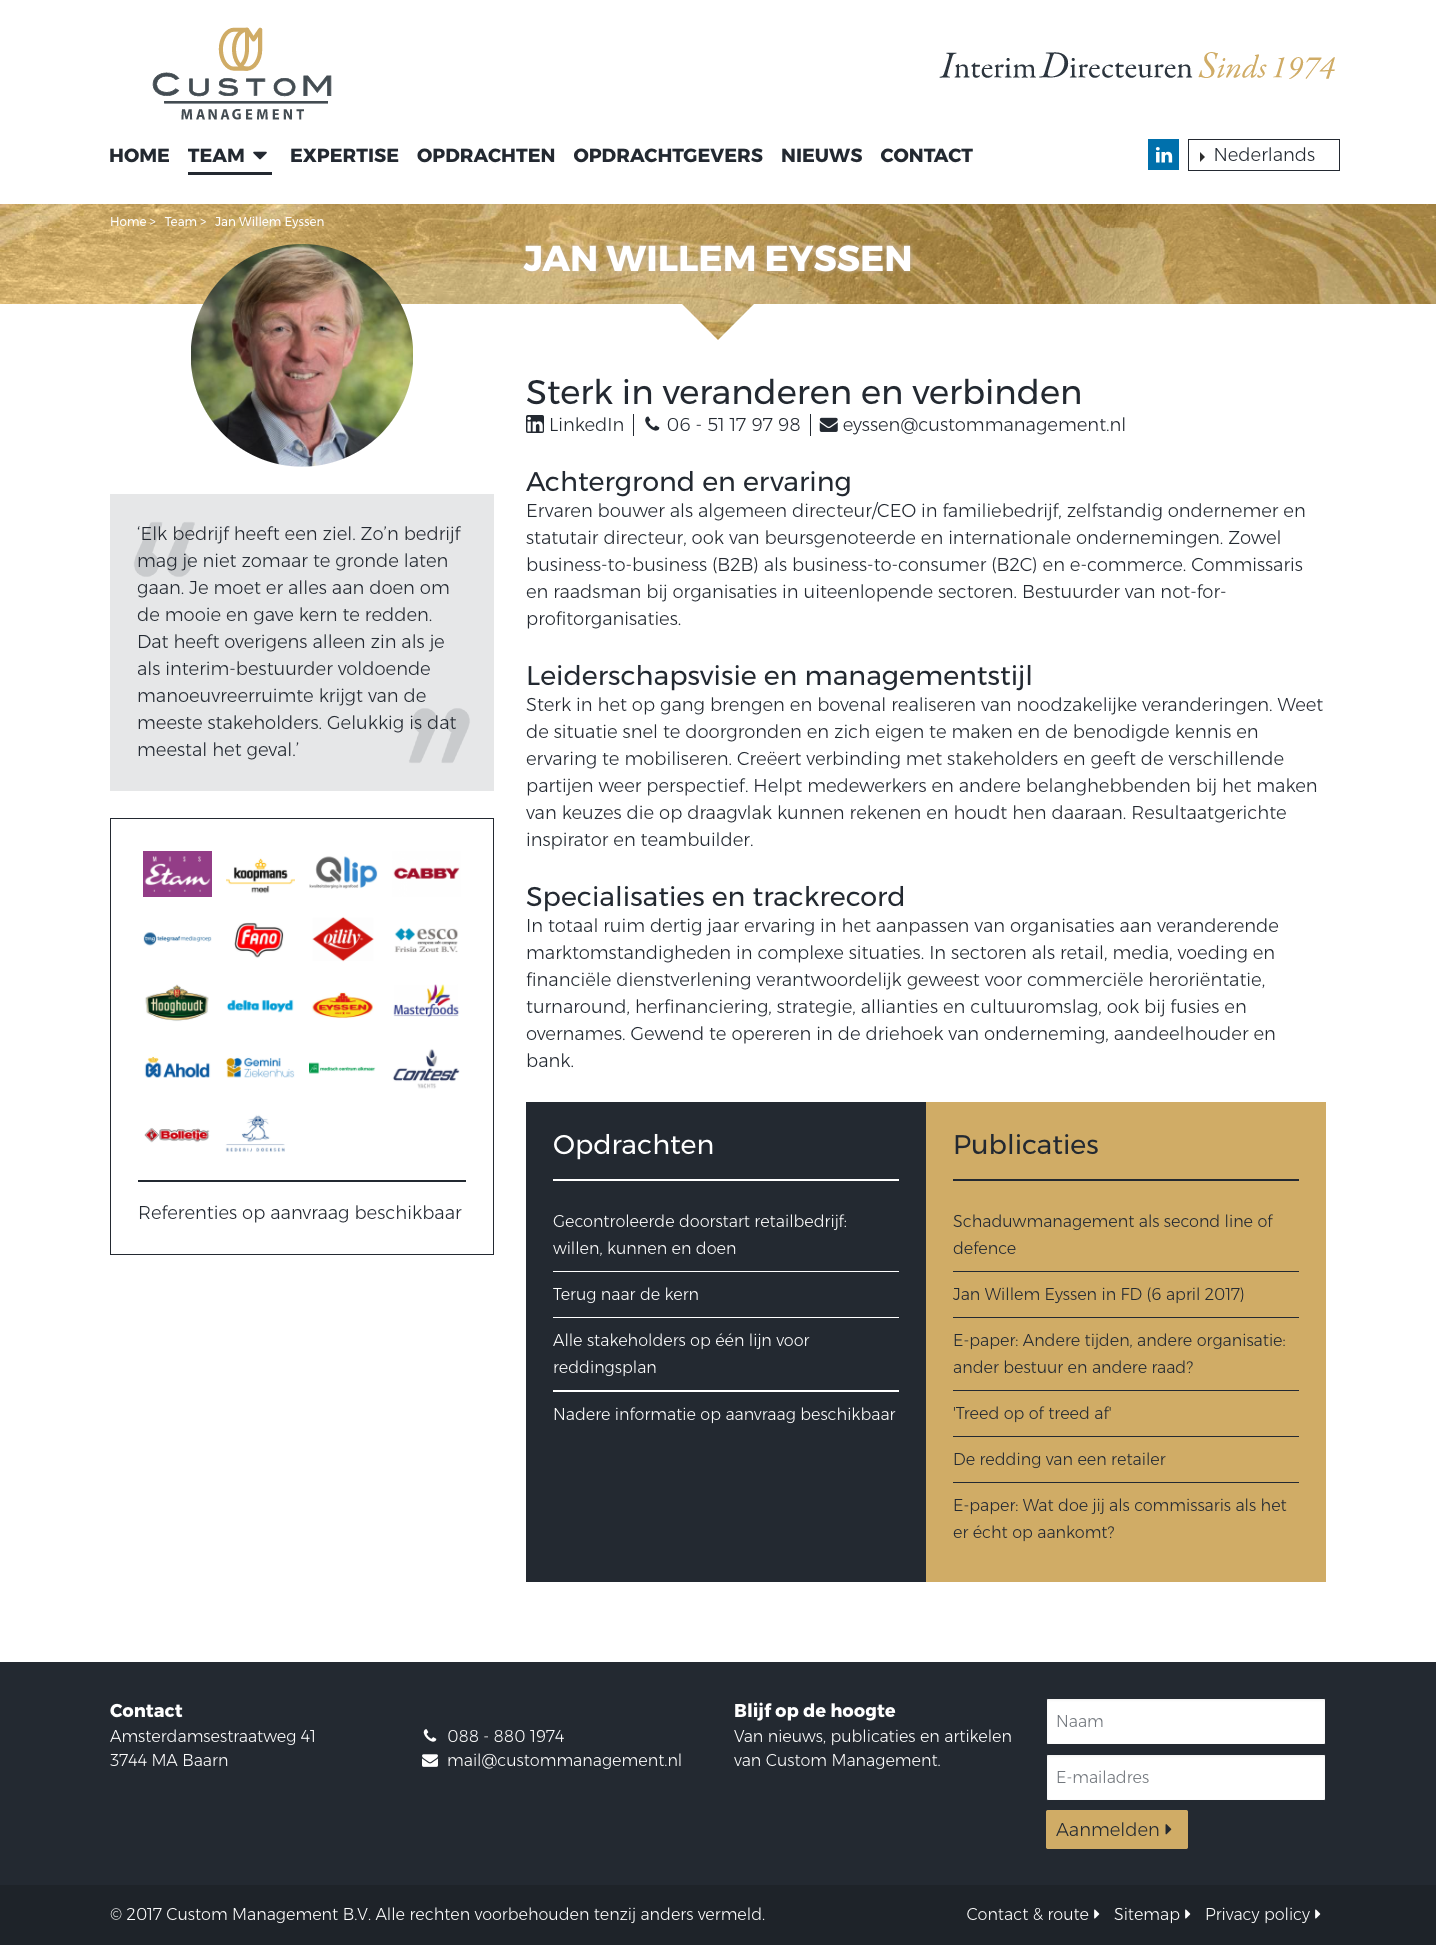 CUSTOM
MANAGEMENT
Interim Directeuren Sinds 1974
HOME TEAM EXPERTISE OPDRACHTEN OPDRACHTGEVERS NIEUWS CONTACT
in Nederlands
Home > Team > Jan Willem Eyssen
JAN WILLEM EYSSEN
‘Elk bedrijf heeft een ziel. Zo’n bedrijf
mag je niet zomaar te gronde laten
gaan. Je moet er alles aan doen om
de mooie en gave kern te redden.
Dat heeft overigens alleen zin als je
als interim-bestuurder voldoende
manoeuvreerruimte krijgt van de
meeste stakeholders. Gelukkig is dat
meestal het geval.’
MISS
Etam
koopmans
meel
Qlip
CABBY
tmg telegraaf media groep
FANO
oilily
esco
Frisia Zout B.V.
Hooghoudt
delta lloyd
EYSSEN
Masterfoods
Ahold
Gemini
Ziekenhuis
medisch centrum alkmaar
Contest
YACHTS
Bolletje
REDERIJ DOEKSEN
Referenties op aanvraag beschikbaar
Sterk in veranderen en verbinden
in LinkedIn | 06 - 51 17 97 98 | eyssen@custommanagement.nl
Achtergrond en ervaring
Ervaren bouwer als algemeen directeur/CEO in familiebedrijf, zelfstandig ondernemer en
statutair directeur, ook van beursgenoteerde en internationale ondernemingen. Zowel
business-to-business (B2B) als business-to-consumer (B2C) en e-commerce. Commissaris
en raadsman bij organisaties in uiteenlopende sectoren. Bestuurder van not-for-
profitorganisaties.
Leiderschapsvisie en managementstijl
Sterk in het op gang brengen en bovenal realiseren van noodzakelijke veranderingen. Weet
de situatie snel te doorgronden en zich eigen te maken en de benodigde kennis en
ervaring te mobiliseren. Creëert verbinding met stakeholders en geeft de verschillende
partijen weer perspectief. Helpt medewerkers en andere belanghebbenden bij het maken
van keuzes die op draagvlak kunnen rekenen en houdt hen daaraan. Resultaatgerichte
inspirator en teambuilder.
Specialisaties en trackrecord
In totaal ruim dertig jaar ervaring in het aanpassen van organisaties aan veranderende
marktomstandigheden in complexe situaties. In sectoren als retail, media, voeding en
financiële dienstverlening verantwoordelijk geweest voor commerciële heroriëntatie,
turnaround, herfinanciering, strategie, allianties en cultuuromslag, ook bij fusies en
overnames. Gewend te opereren in de driehoek van onderneming, aandeelhouder en
bank.
Opdrachten
Gecontroleerde doorstart retailbedrijf:
willen, kunnen en doen
Terug naar de kern
Alle stakeholders op één lijn voor
reddingsplan
Nadere informatie op aanvraag beschikbaar
Publicaties
Schaduwmanagement als second line of
defence
Jan Willem Eyssen in FD (6 april 2017)
E-paper: Andere tijden, andere organisatie:
ander bestuur en andere raad?
'Treed op of treed af'
De redding van een retailer
E-paper: Wat doe jij als commissaris als het
er écht op aankomt?
Contact
Amsterdamsestraatweg 41
3744 MA Baarn
088 - 880 1974
mail@custommanagement.nl
Blijf op de hoogte
Van nieuws, publicaties en artikelen
van Custom Management.
Naam
E-mailadres
Aanmelden
© 2017 Custom Management B.V. Alle rechten voorbehouden tenzij anders vermeld.
Contact & route Sitemap Privacy policy